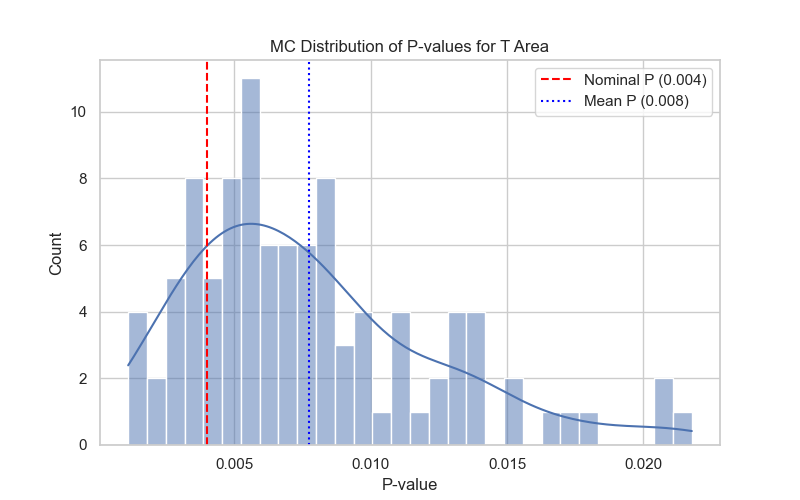 MC Distribution of P-values for T Area
Nominal P (0.004)
Mean P (0.008)
Count
10
8
6
4
2
0
0.005
0.010
0.015
0.020
P-value